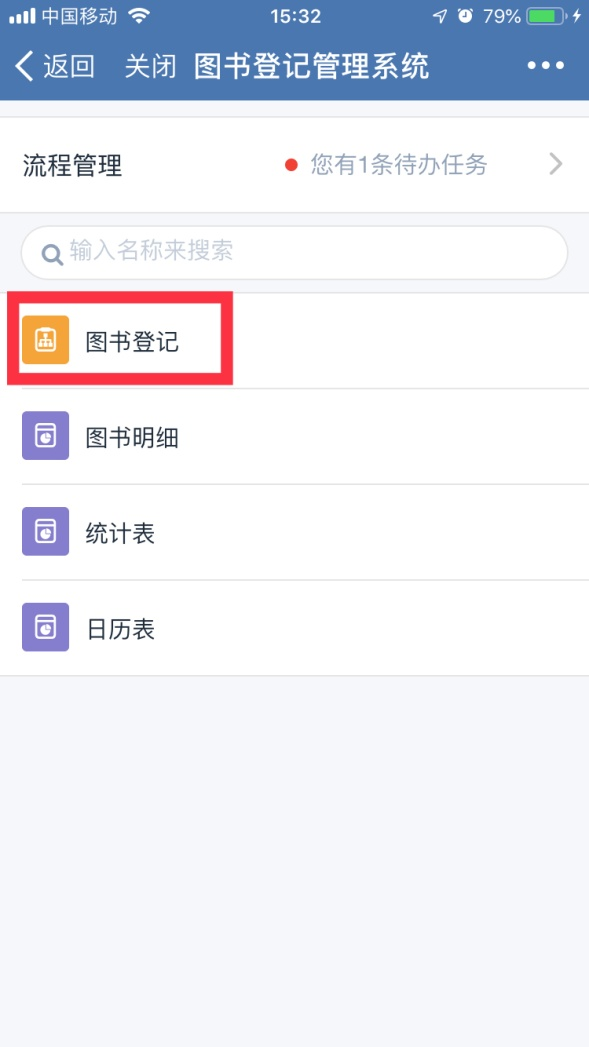 中国移动 15:32 79%
返回 关闭 图书登记管理系统
流程管理 您有1条待办任务
输入名称来搜索
图书登记
图书明细
统计表
日历表